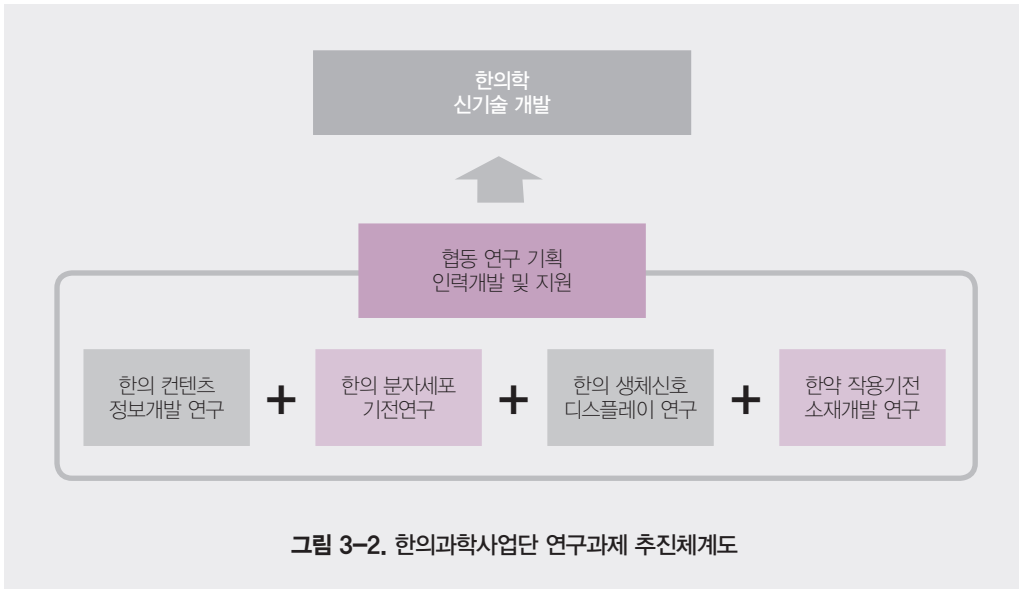 한의학
신기술 개발
협동 연구 기획
인력개발 및 지원
한의 컨텐츠
정보개발 연구
+
한의 분자세포
기전연구
+
한의 생체신호
디스플레이 연구
+
한약 작용기전
소재개발 연구
그림 3-2. 한의과학사업단 연구과제 추진체계도